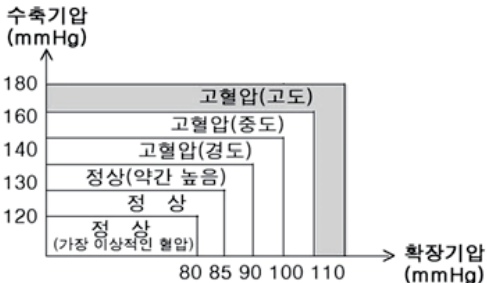 수축기압
(mmHg)
180
고혈압(고도)
160
고혈압(중도)
140
고혈압(경도)
130
정상(약간 높음)
정 상
120
정 상
(가장 이상적인 혈압)
80 85 90 100 110
확장기압
(mmHg)